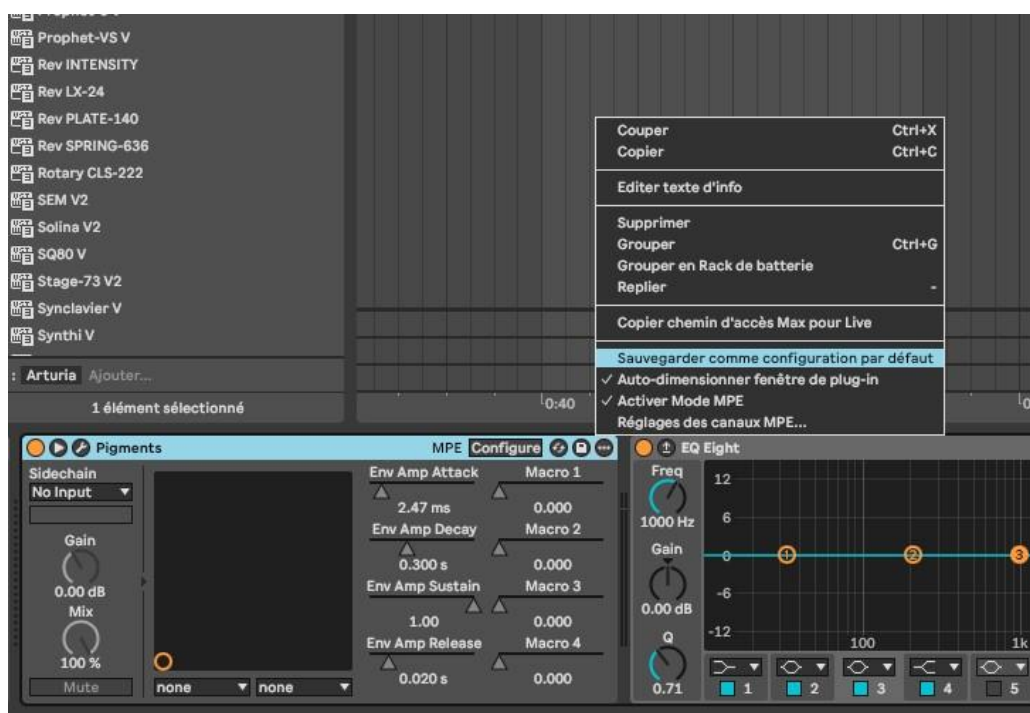 Prophet-VS V
Rev INTENSITY
Rev LX-24
Rev PLATE-140
Rev SPRING-636
Rotary CLS-222
SEM V2
Solina V2
SQ80 V
Stage-73 V2
Synclavier V
Synthi V
: Arturia Ajouter...
1 élément sélectionné
0:40
Couper Ctrl+X
Copier Ctrl+C
Editer texte d'info
Supprimer
Grouper Ctrl+G
Grouper en Rack de batterie
Replier -
Copier chemin d'accès Max pour Live
Sauvegarder comme configuration par défaut
✓ Auto-dimensionner fenêtre de plug-in
✓ Activer Mode MPE
Réglages des canaux MPE...
Pigments MPE Configure
Sidechain
No Input
Gain
0.00 dB
Mix
100 %
Mute
none none
Env Amp Attack Macro 1
2.47 ms 0.000
Env Amp Decay Macro 2
0.300 s 0.000
Env Amp Sustain Macro 3
1.00 0.000
Env Amp Release Macro 4
0.020 s 0.000
EQ Eight
Freq
1000 Hz
Gain
0.00 dB
Q
0.71
12
6
0 1 2 3
-6
-12
100 1k
1 2 3 4 5